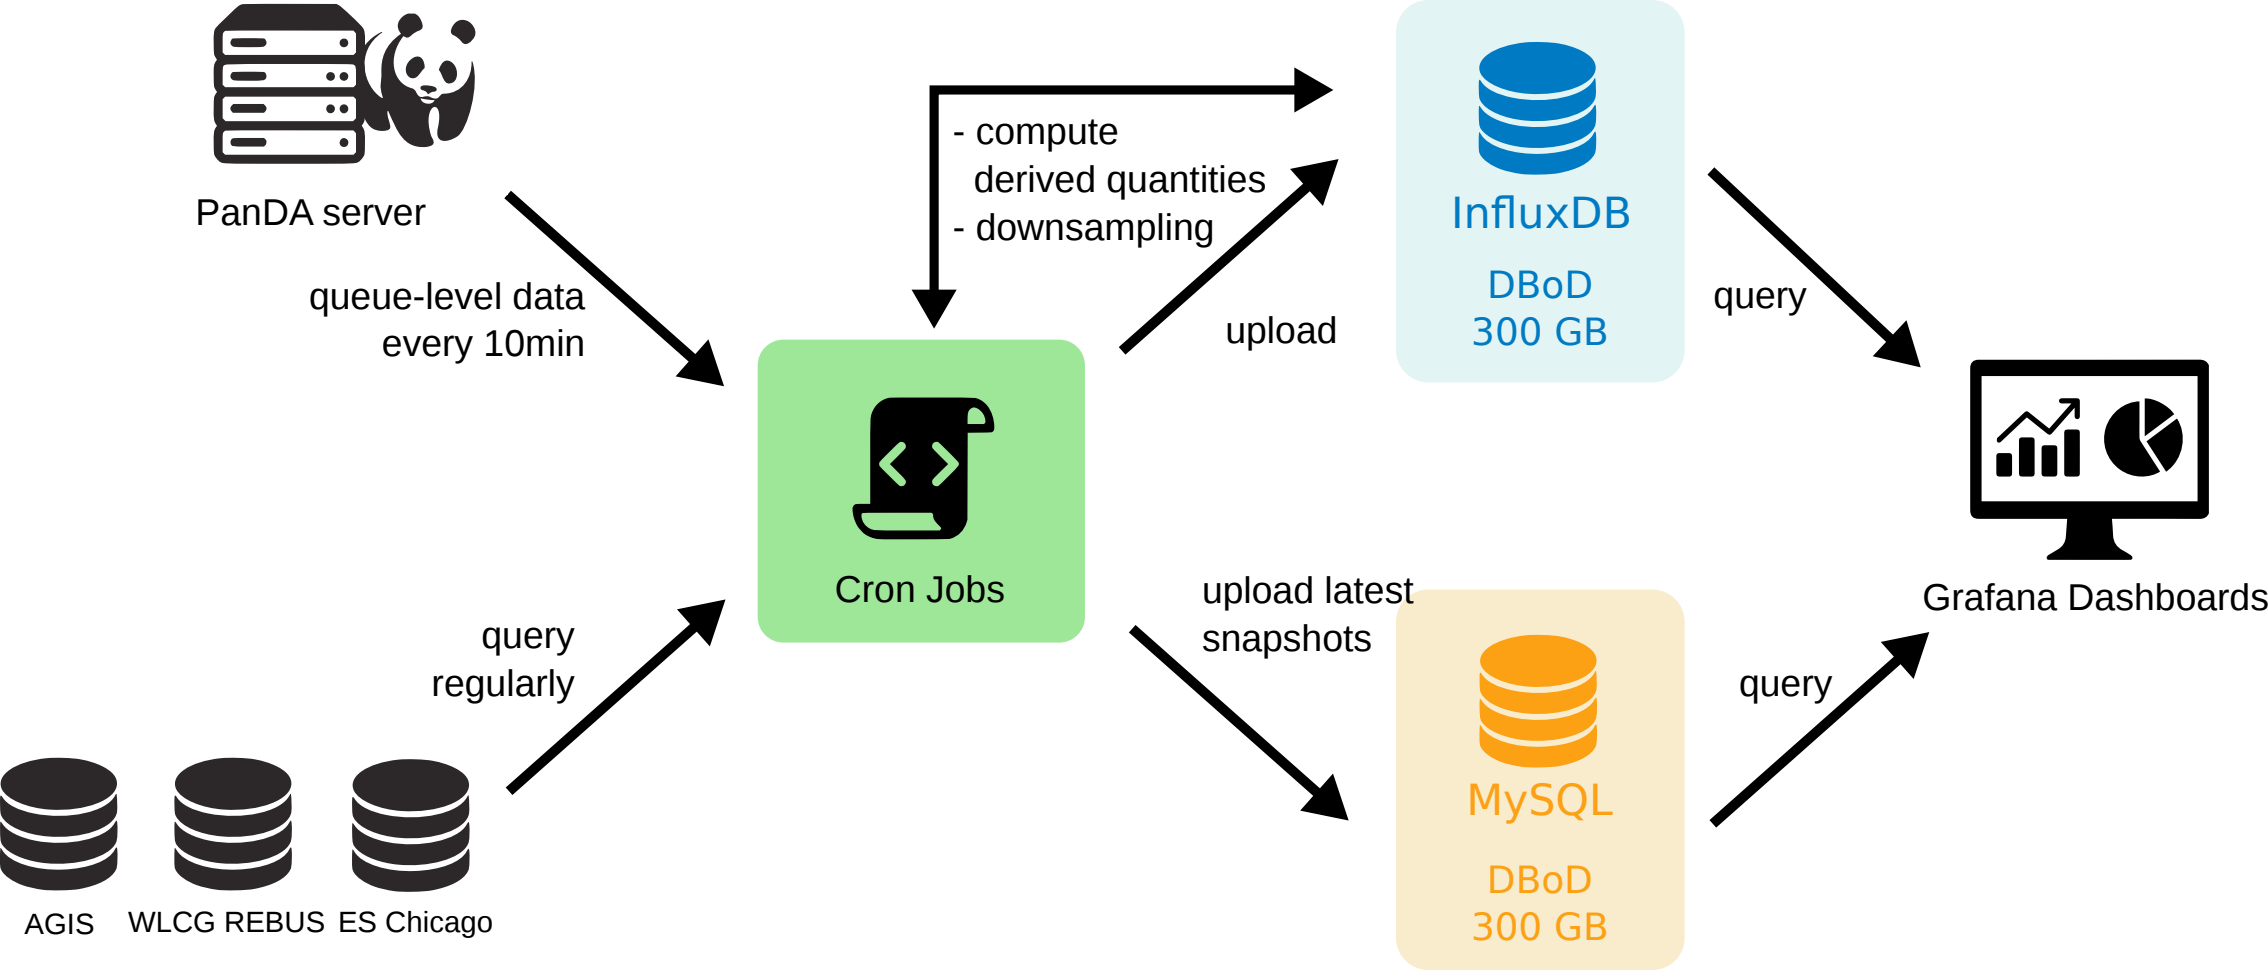 PanDA server
queue-level data
every 10min
- compute
derived quantities
- downsampling
upload
InfluxDB
DBoD
300 GB
query
Cron Jobs
Grafana Dashboards
query
regularly
upload latest
snapshots
MySQL
DBoD
300 GB
query
AGIS
WLCG REBUS
ES Chicago